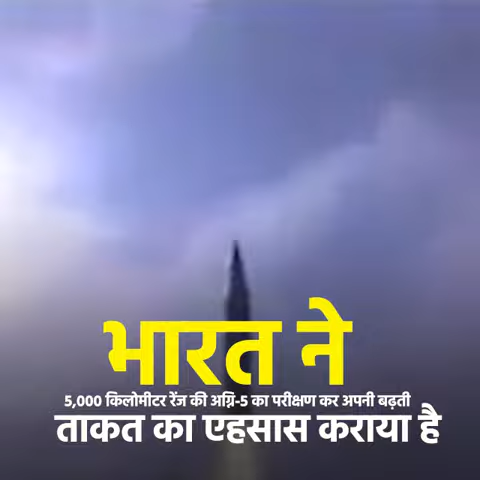 भारत ने
5,000 किलोमीटर रेंज की अग्नि-5 का परीक्षण कर अपनी बढ़ती
ताकत का एहसास कराया है